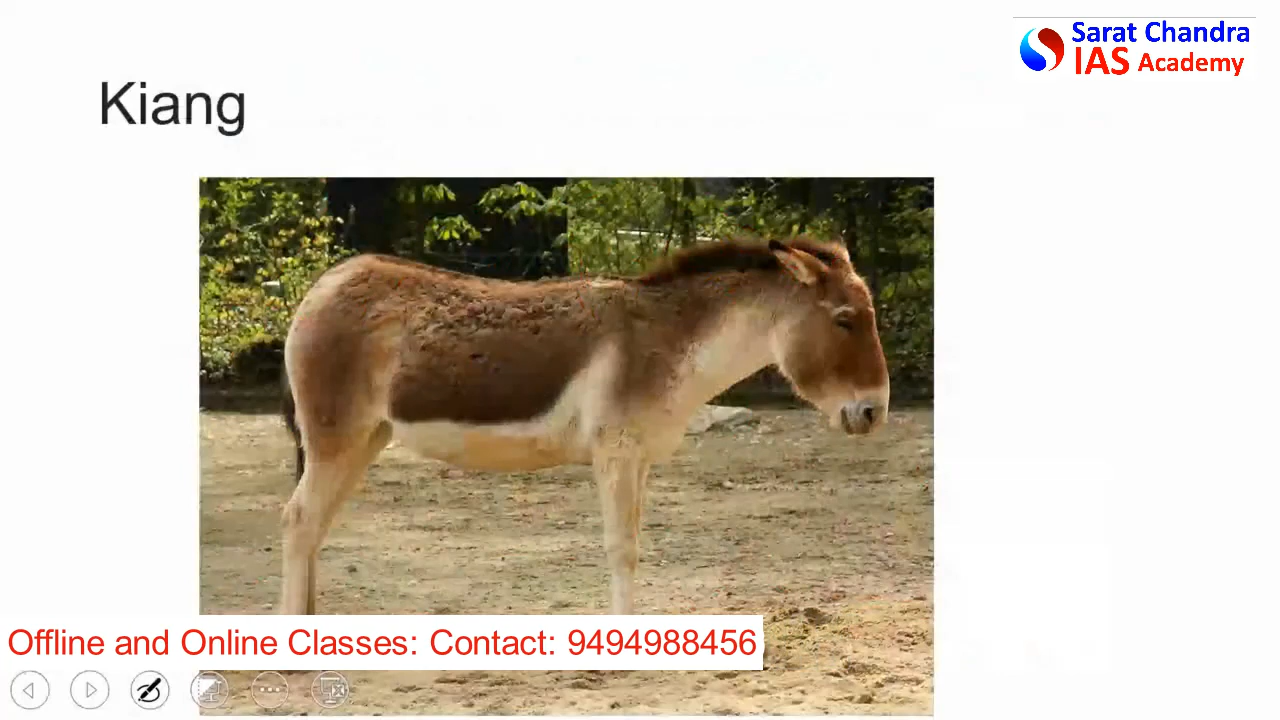 Sarat Chandra
IAS Academy
Kiang
Offline and Online Classes: Contact: 9494988456